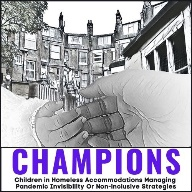 CHAMPIONS
Children in Homeless Accommodations Managing
Pandemic Invisibility Or Non-inclusive Strategies